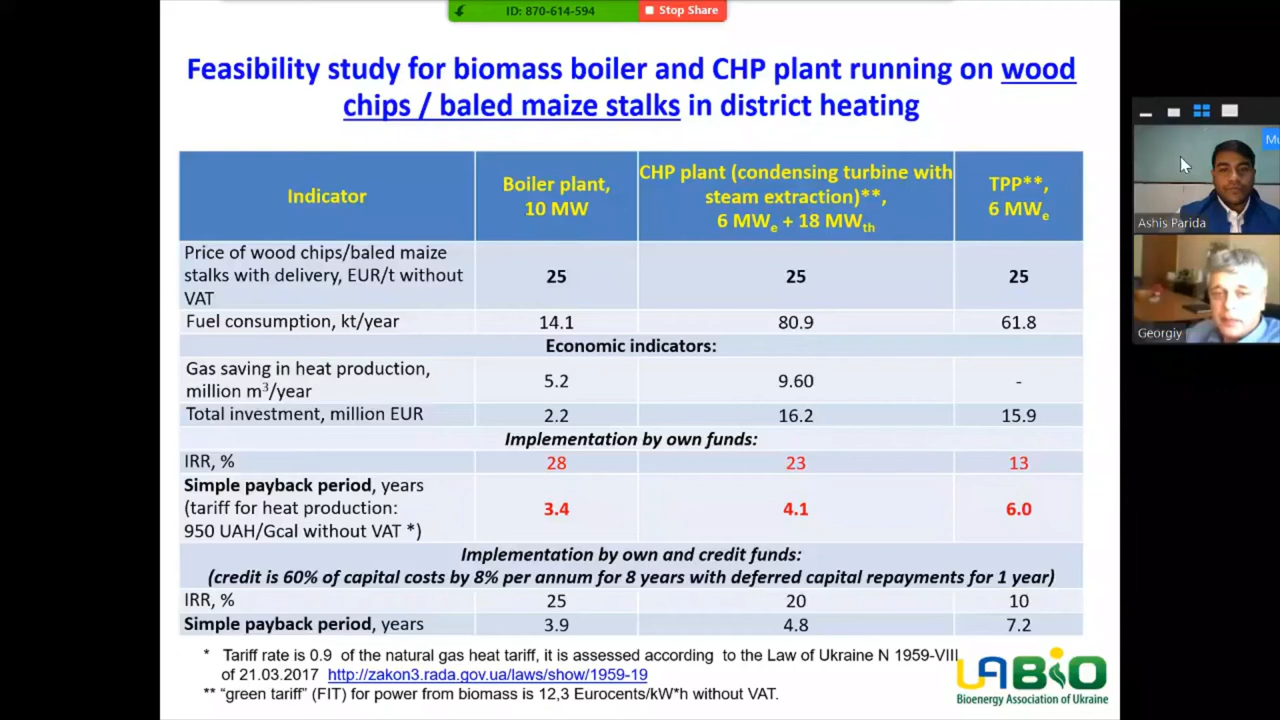 ID: 870-614-594
Stop Share
Feasibility study for biomass boiler and CHP plant running on wood
chips / baled maize stalks in district heating
Indicator
Boiler plant,
10 MW
CHP plant (condensing turbine with
steam extraction)**,
6 MWe + 18 MWth
TPP**,
6 MWe
Price of wood chips/baled maize
stalks with delivery, EUR/t without
VAT
25
25
25
Fuel consumption, kt/year
14.1
80.9
61.8
Economic indicators:
Gas saving in heat production,
million m3/year
5.2
9.60
-
Total investment, million EUR
2.2
16.2
15.9
Implementation by own funds:
IRR, %
28
23
13
Simple payback period, years
(tariff for heat production:
950 UAH/Gcal without VAT *)
3.4
4.1
6.0
Implementation by own and credit funds:
(credit is 60% of capital costs by 8% per annum for 8 years with deferred capital repayments for 1 year)
IRR, %
25
20
10
Simple payback period, years
3.9
4.8
7.2
* Tariff rate is 0.9 of the natural gas heat tariff, it is assessed according to the Law of Ukraine N 1959-VIII
of 21.03.2017 http://zakon3.rada.gov.ua/laws/show/1959-19
** “green tariff” (FIT) for power from biomass is 12,3 Eurocents/kW*h without VAT.
UABIO
Bioenergy Association of Ukraine
Mu
Ashis Parida
Georgiy